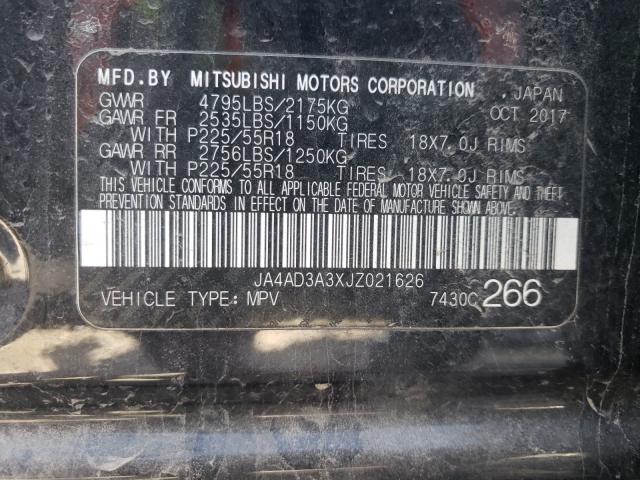 MFD.BY MITSUBISHI MOTORS CORPORATION , JAPAN
GVWR 4795LBS/2175KG OCT 2017
GAWR FR 2535LBS/1150KG
WITH P225/55R18 TIRES 18X7.0J RIMS
GAWR RR 2756LBS/1250KG
WITH P225/55R18 TIRES 18X7.0J RIMS
THIS VEHICLE CONFORMS TO ALL APPLICABLE FEDERAL MOTOR VEHICLE SAFETY AND THEFT
PREVENTION STANDARDS IN EFFECT ON THE DATE OF MANUFACTURE SHOWN ABOVE.
JA4AD3A3XJZ021626
VEHICLE TYPE: MPV 7430C 266